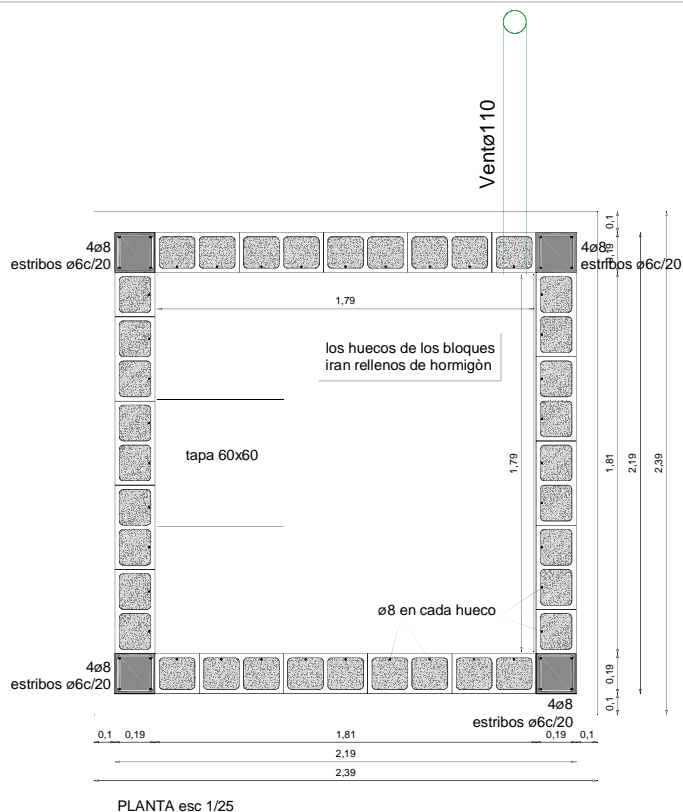 Ventø110
4ø8
estribos ø6c/20
4ø8
estribos ø6c/20
0,1
0,19
1,79
los huecos de los bloques
iran rellenos de hormigòn
tapa 60x60
1,79
1,81
2,19
2,39
ø8 en cada hueco
4ø8
estribos ø6c/20
0,19
4ø8
estribos ø6c/20
0,1
0,1 0,19 1,81 0,19 0,1
2,19
2,39
PLANTA esc 1/25